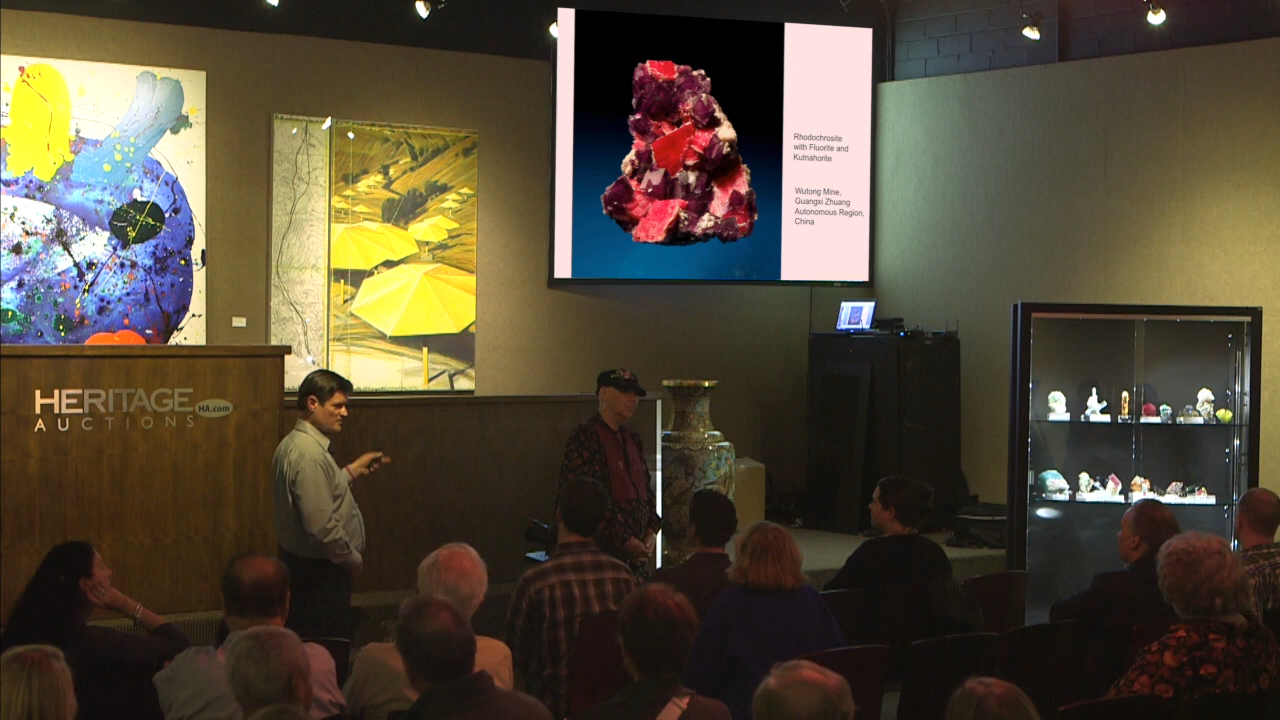 Rhodochrosite
with Fluorite and
Kutnahorite
Wutong Mine,
Guangxi Zhuang
Autonomous Region,
China
HERITAGE
HA.com
AUCTIONS